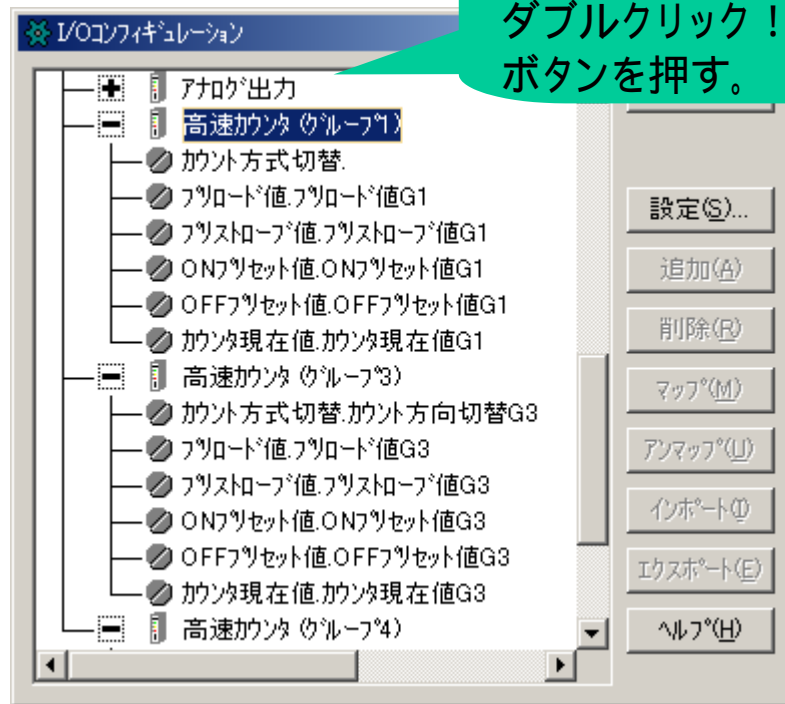 I/Oｺﾝﾌｨｷﾞｭﾚｰｼｮﾝ
ダブルクリック！
ボタンを押す。
ｱﾅﾛｸﾞ出力
高速ｶｳﾝﾀ (ｸﾞﾙｰﾌﾟ1)
ｶｳﾝﾄ方式切替.
ﾌﾟﾘﾛｰﾄﾞ値.ﾌﾟﾘﾛｰﾄﾞ値G1
ﾌﾟﾘｽﾄﾛｰﾌﾞ値.ﾌﾟﾘｽﾄﾛｰﾌﾞ値G1
ONﾌﾟﾘｾｯﾄ値.ONﾌﾟﾘｾｯﾄ値G1
OFFﾌﾟﾘｾｯﾄ値.OFFﾌﾟﾘｾｯﾄ値G1
ｶｳﾝﾀ現在値.ｶｳﾝﾀ現在値G1
高速ｶｳﾝﾀ (ｸﾞﾙｰﾌﾟ3)
ｶｳﾝﾄ方式切替.ｶｳﾝﾄ方向切替G3
ﾌﾟﾘﾛｰﾄﾞ値.ﾌﾟﾘﾛｰﾄﾞ値G3
ﾌﾟﾘｽﾄﾛｰﾌﾞ値.ﾌﾟﾘｽﾄﾛｰﾌﾞ値G3
ONﾌﾟﾘｾｯﾄ値.ONﾌﾟﾘｾｯﾄ値G3
OFFﾌﾟﾘｾｯﾄ値.OFFﾌﾟﾘｾｯﾄ値G3
ｶｳﾝﾀ現在値.ｶｳﾝﾀ現在値G3
高速ｶｳﾝﾀ (ｸﾞﾙｰﾌﾟ4)
設定(S)...
追加(A)
削除(R)
ﾏｯﾌﾟ(M)
ｱﾝﾏｯﾌﾟ(U)
ｲﾝﾎﾟｰﾄ(I)
ｴｸｽﾎﾟｰﾄ(E)
ﾍﾙﾌﾟ(H)